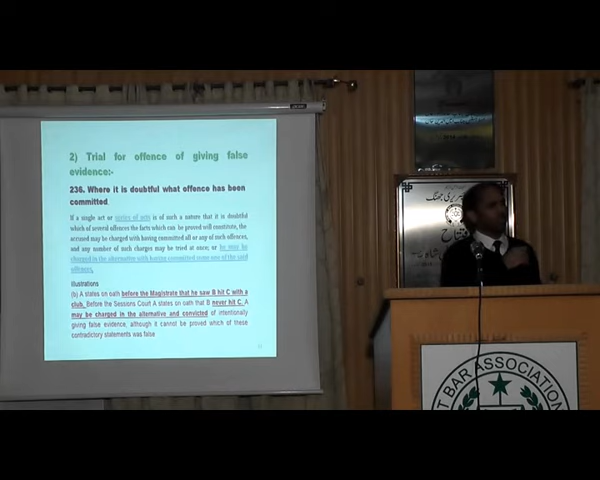 2) Trial for offence of giving false
evidence:-
236. Where it is doubtful what offence has been
committed.
If a single act or series of acts is of such a nature that it is doubtful
which of several offences the facts which can be proved will constitute, the
accused may be charged with having committed all or any of such offences,
and any number of such charges may be tried at once; or he may be
charged in the alternative with having committed some one of the said
offences.
Illustrations
(b) A states on oath before the Magistrate that he saw B hit C with a
club. Before the Sessions Court A states on oath that B never hit C. A
may be charged in the alternative and convicted of intentionally
giving false evidence, although it cannot be proved which of these
contradictory statements was false
BAR ASSOCIATION